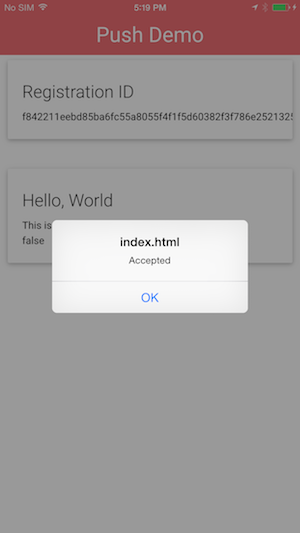 No SIM 5:19 PM
Push Demo
Registration ID
f842211eebd85ba6fc55a8055f4f1f5d60382f3f786e2521325
Hello, World
This is
false
index.html
Accepted
OK